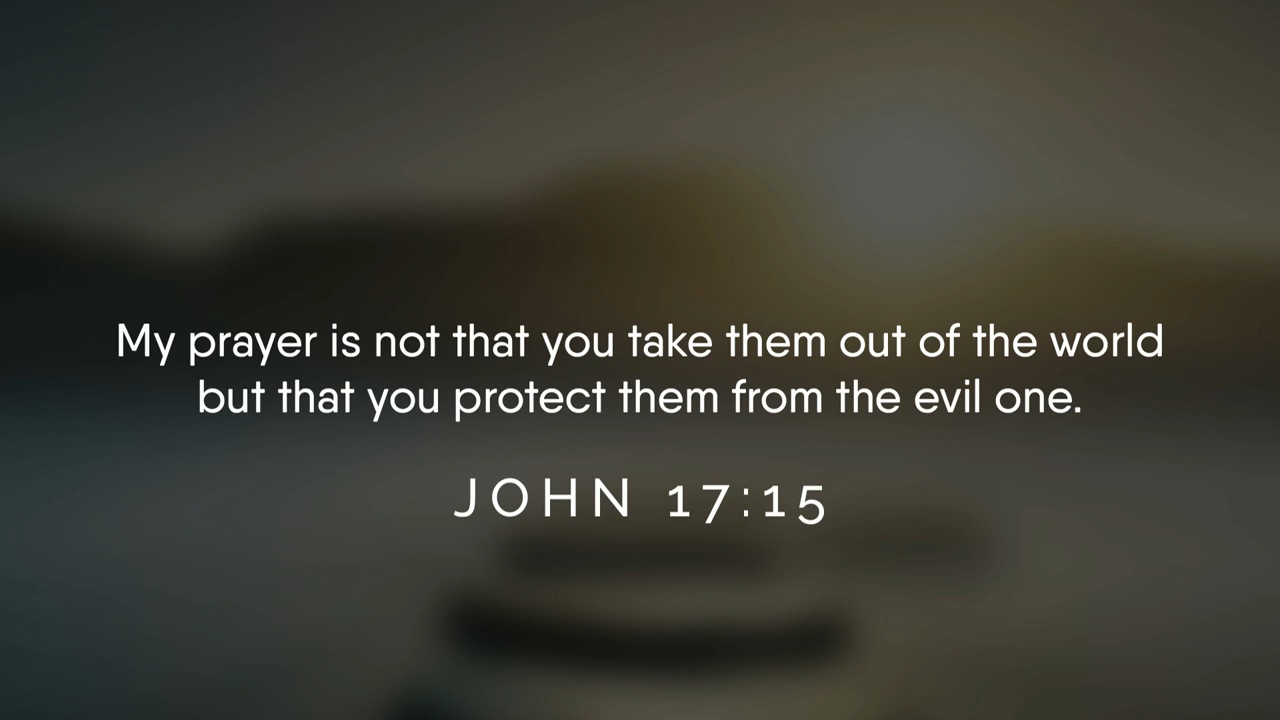 My prayer is not that you take them out of the world
but that you protect them from the evil one.
JOHN 17:15